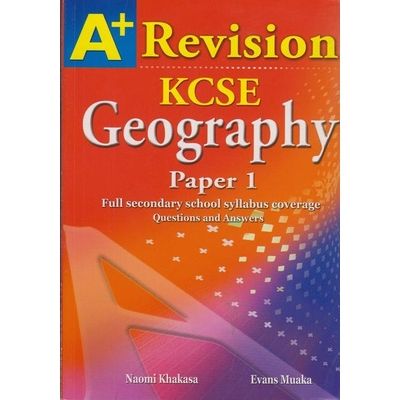 A+ Revision
KCSE
Geography
Paper 1
Full secondary school syllabus coverage
Questions and Answers
Naomi Khakasa Evans Muaka